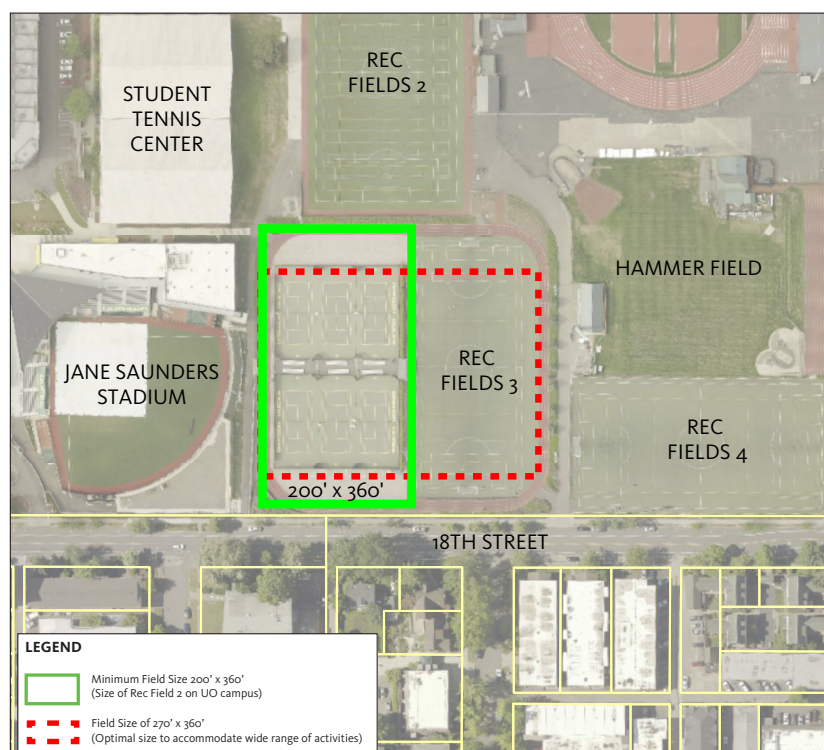 REC
FIELDS 2
STUDENT
TENNIS
CENTER
HAMMER FIELD
JANE SAUNDERS
STADIUM
REC
FIELDS 3
REC
FIELDS 4
200' x 360'
18TH STREET
LEGEND
Minimum Field Size 200' x 360'
(Size of Rec Field 2 on UO campus)
Field Size of 270' x 360'
(Optimal size to accommodate wide range of activities)